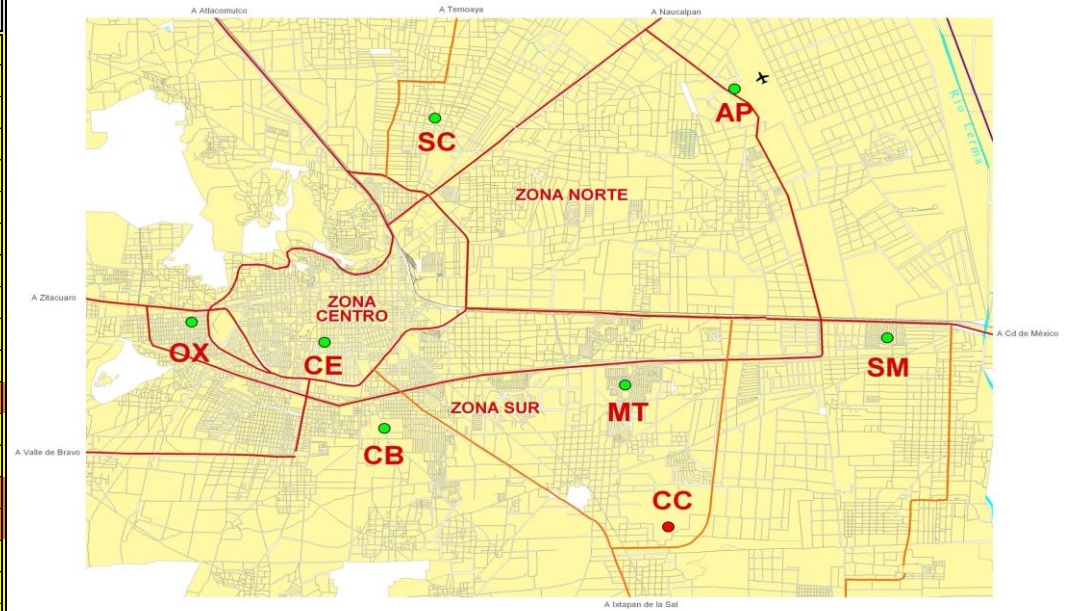 A Atlacomulco
A Temoaya
A Naucalpan
AP
SC
Río Lerma
ZONA NORTE
A Zitacuaro
ZONA
CENTRO
A Cd de México
OX
CE
SM
ZONA SUR
MT
CB
A Valle de Bravo
CC
A Ixtapan de la Sal